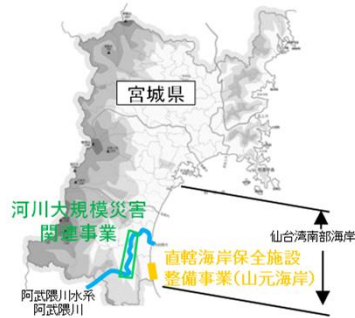 宮城県
河川大規模災害
関連事業
仙台湾南部海岸
直轄海岸保全施設
整備事業(山元海岸)
阿武隈川水系
阿武隈川